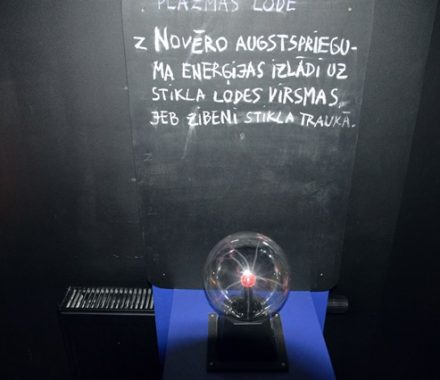 PLAZMAS LODE
Z NOVĒRO AUGSTSPRIEGU-
MA ENERĢIJAS IZLĀDI UZ
STIKLA LODES VIRSMAS,
JEB ZIBENI STIKLA TRAUKĀ.